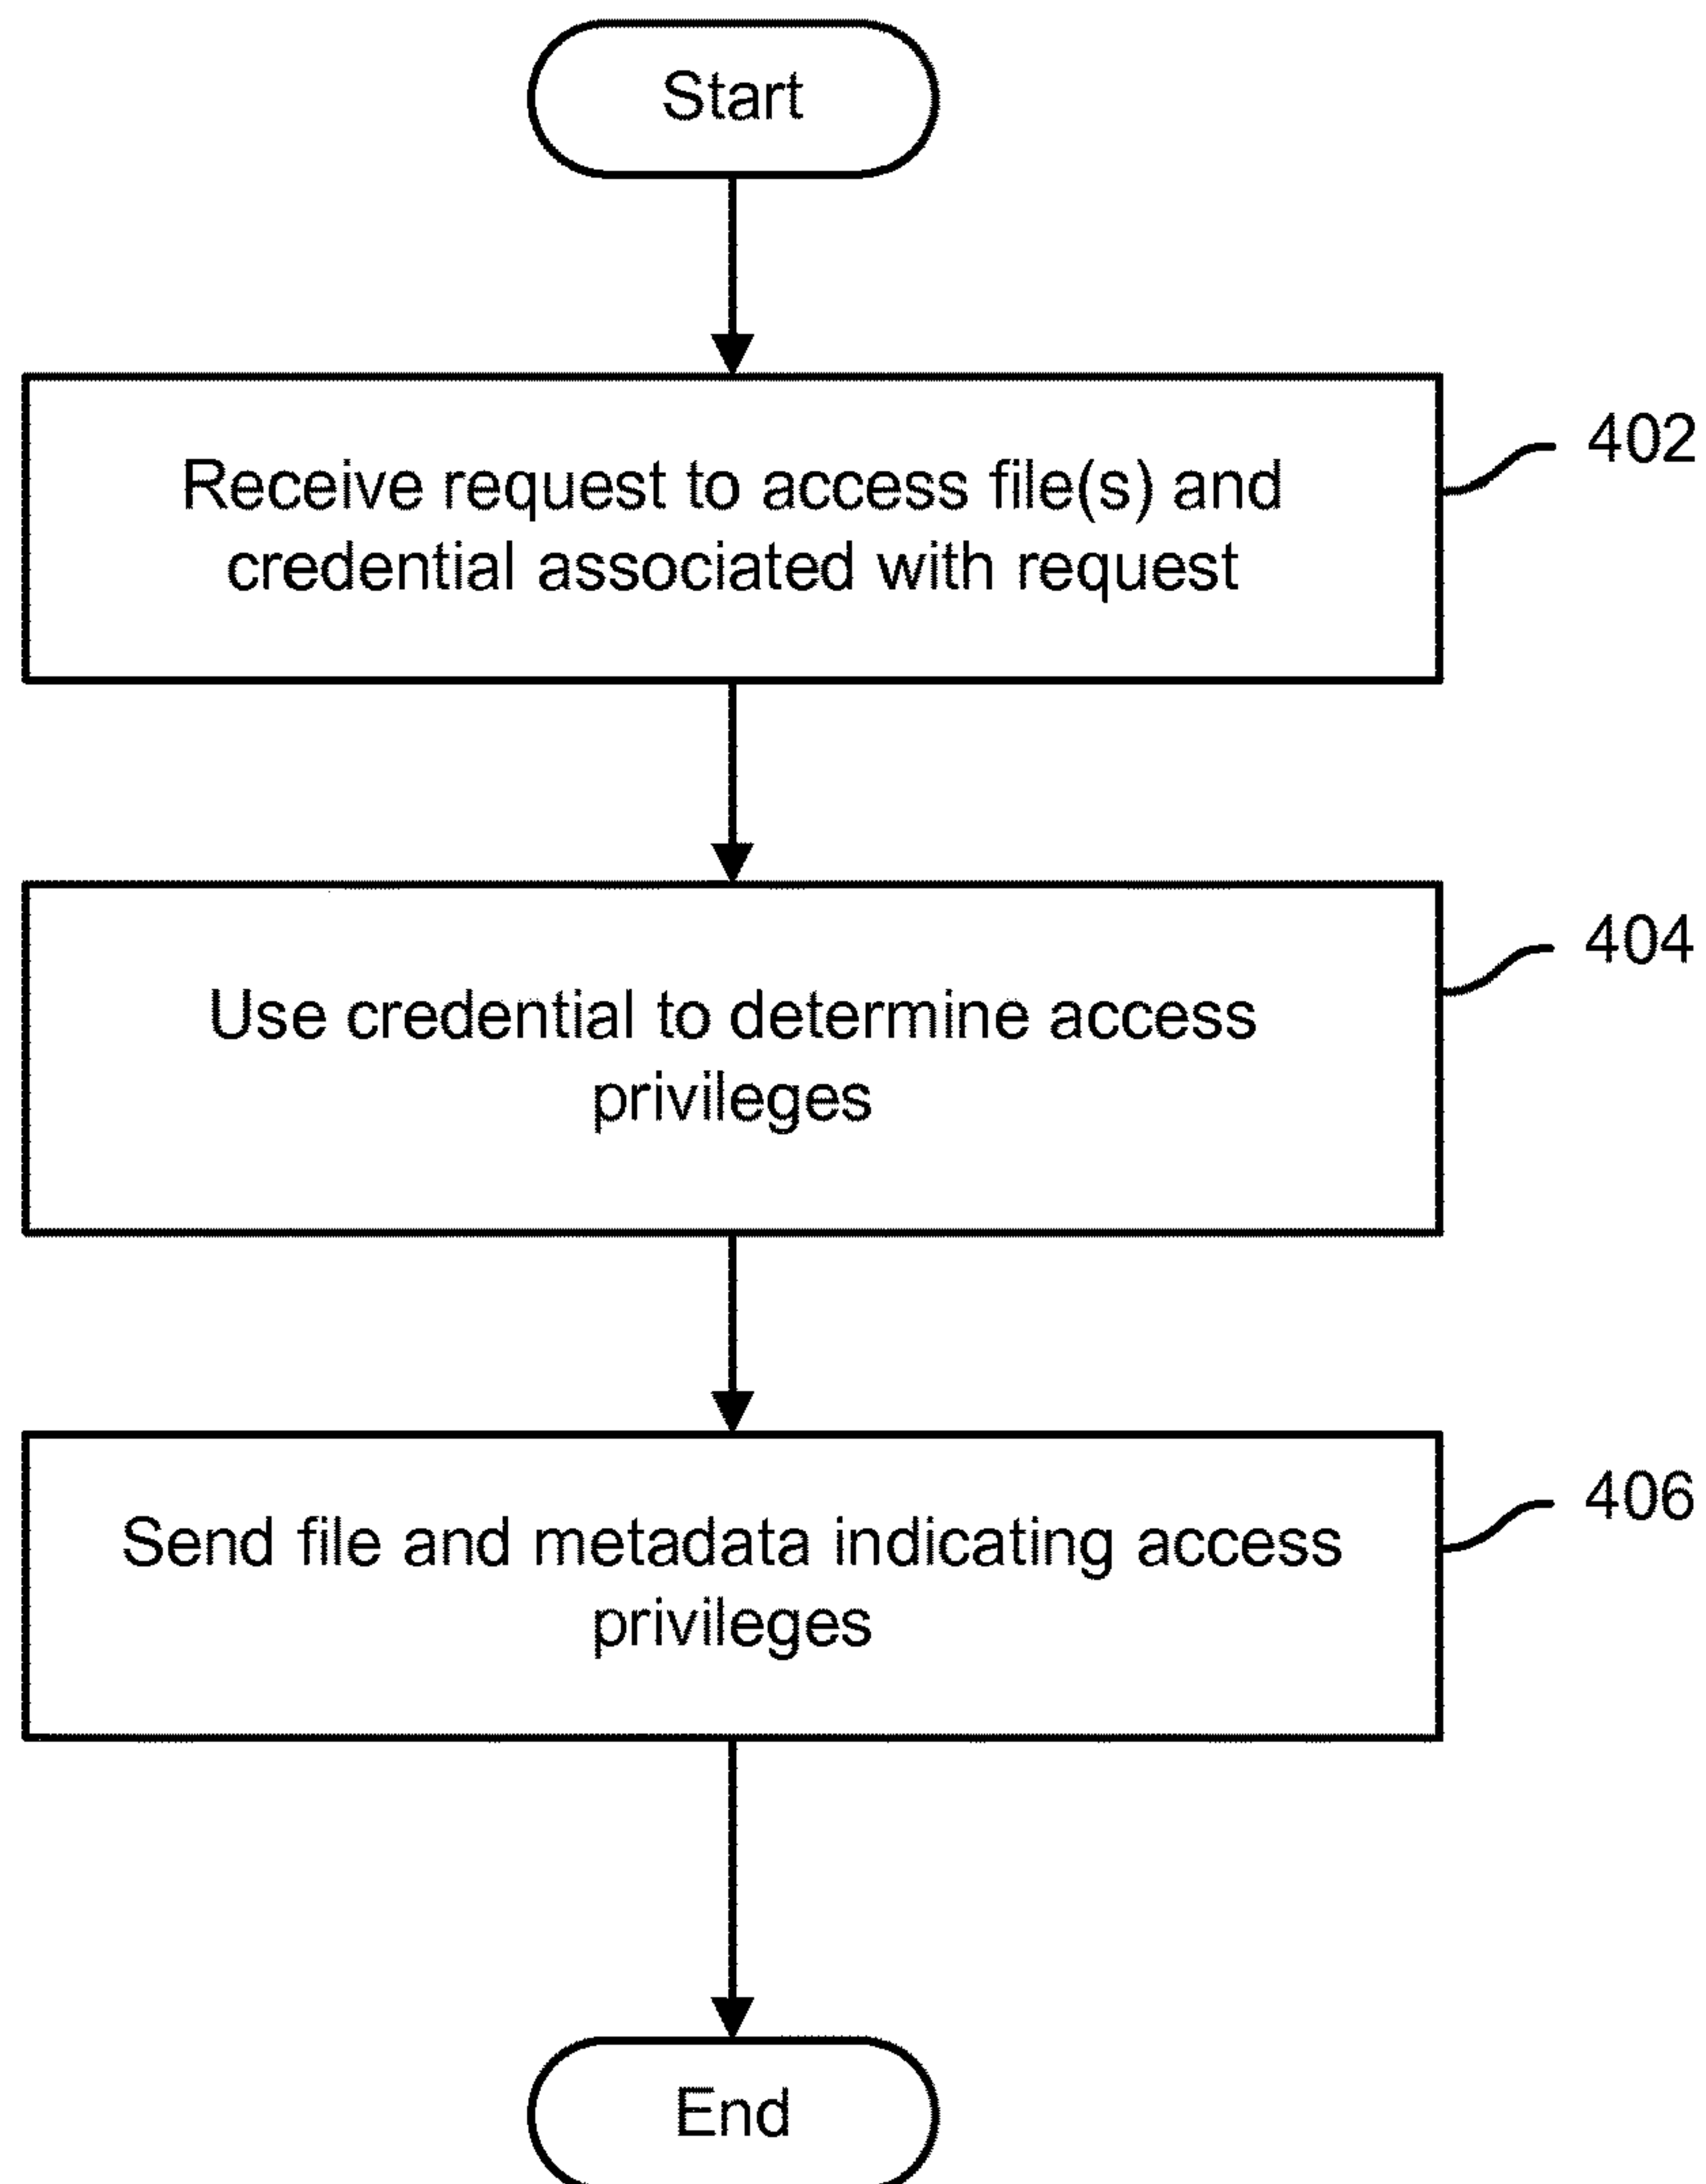 Start
Receive request to access file(s) and
credential associated with request
402
Use credential to determine access
privileges
404
Send file and metadata indicating access
privileges
406
End